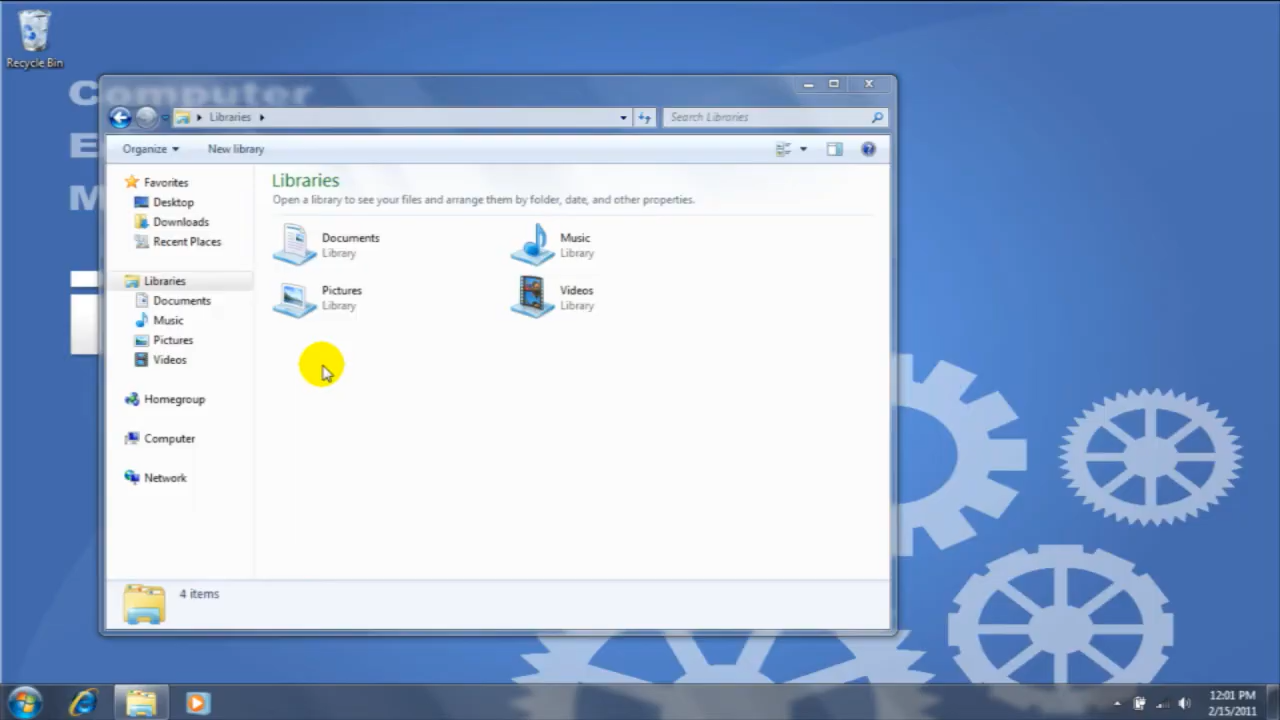 Recycle Bin
Computer
E
M
Libraries
Search Libraries
Organize
New library
Favorites
Desktop
Downloads
Recent Places
Libraries
Documents
Music
Pictures
Videos
Homegroup
Computer
Network
Libraries
Open a library to see your files and arrange them by folder, date, and other properties.
Documents
Library
Music
Library
Pictures
Library
Videos
Library
4 items
12:01 PM
2/15/2011